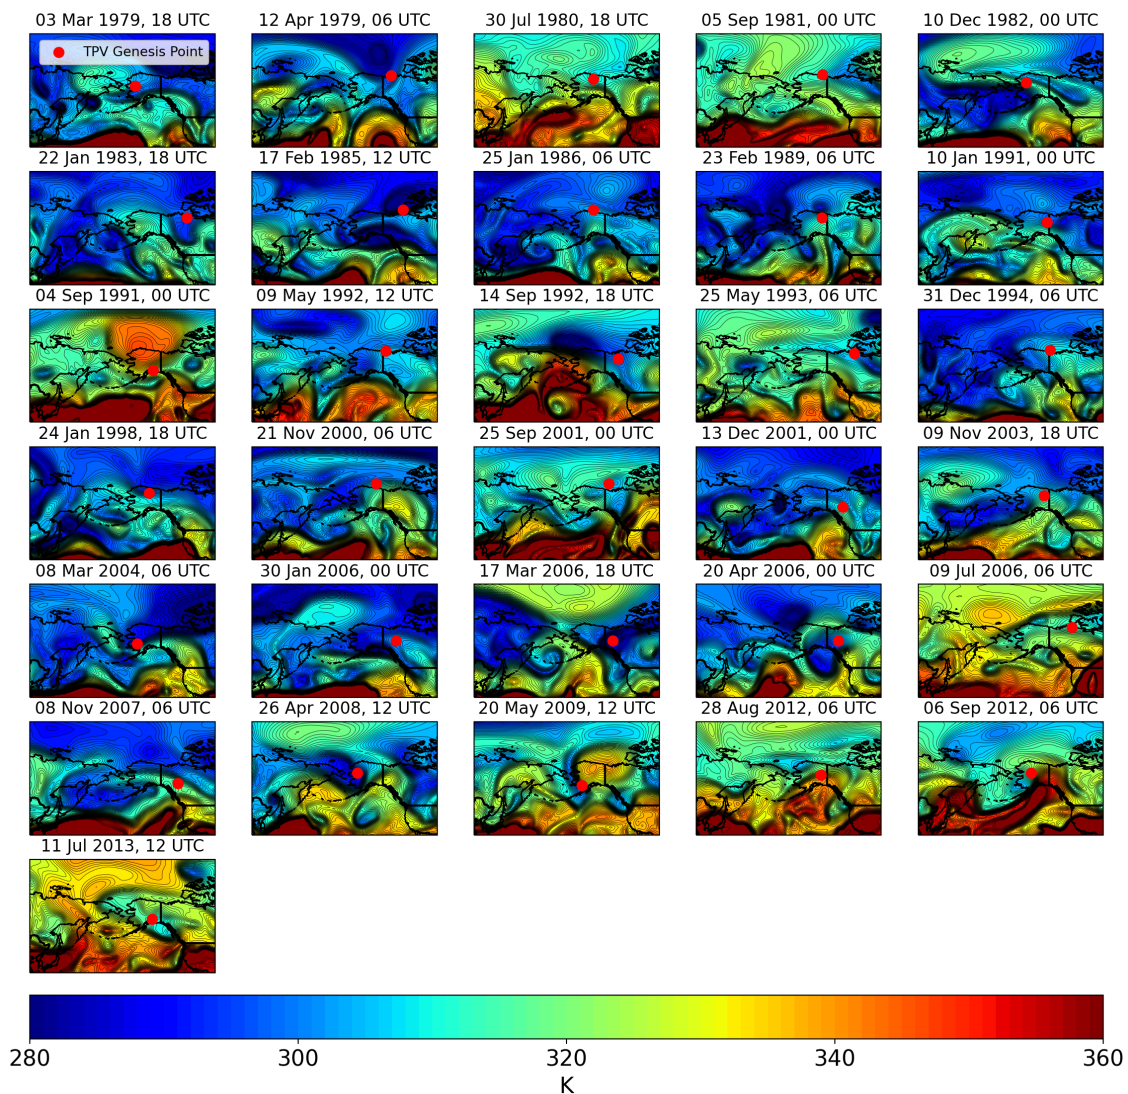 03 Mar 1979, 18 UTC
12 Apr 1979, 06 UTC
30 Jul 1980, 18 UTC
05 Sep 1981, 00 UTC
10 Dec 1982, 00 UTC
TPV Genesis Point
22 Jan 1983, 18 UTC
17 Feb 1985, 12 UTC
25 Jan 1986, 06 UTC
23 Feb 1989, 06 UTC
10 Jan 1991, 00 UTC
04 Sep 1991, 00 UTC
09 May 1992, 12 UTC
14 Sep 1992, 18 UTC
25 May 1993, 06 UTC
31 Dec 1994, 06 UTC
24 Jan 1998, 18 UTC
21 Nov 2000, 06 UTC
25 Sep 2001, 00 UTC
13 Dec 2001, 00 UTC
09 Nov 2003, 18 UTC
08 Mar 2004, 06 UTC
30 Jan 2006, 00 UTC
17 Mar 2006, 18 UTC
20 Apr 2006, 00 UTC
09 Jul 2006, 06 UTC
08 Nov 2007, 06 UTC
26 Apr 2008, 12 UTC
20 May 2009, 12 UTC
28 Aug 2012, 06 UTC
06 Sep 2012, 06 UTC
11 Jul 2013, 12 UTC
280
300
320
340
360
K